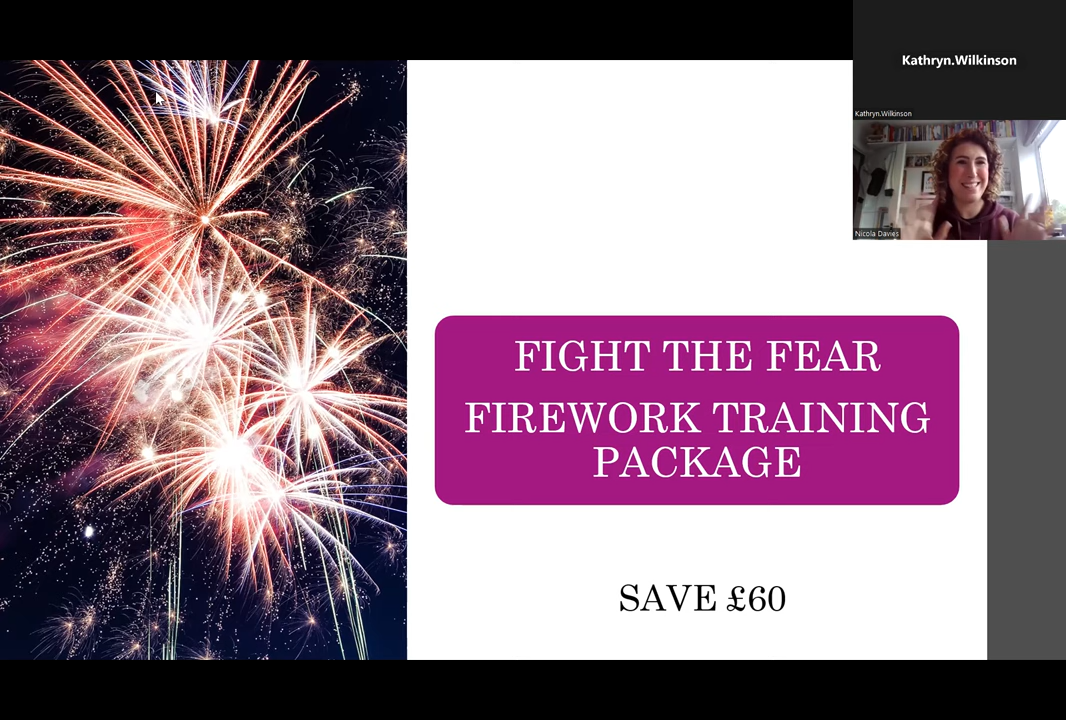 Kathryn.Wilkinson
Kathryn.Wilkinson
Nicola Davies
FIGHT THE FEAR
FIREWORK TRAINING
PACKAGE
SAVE £60